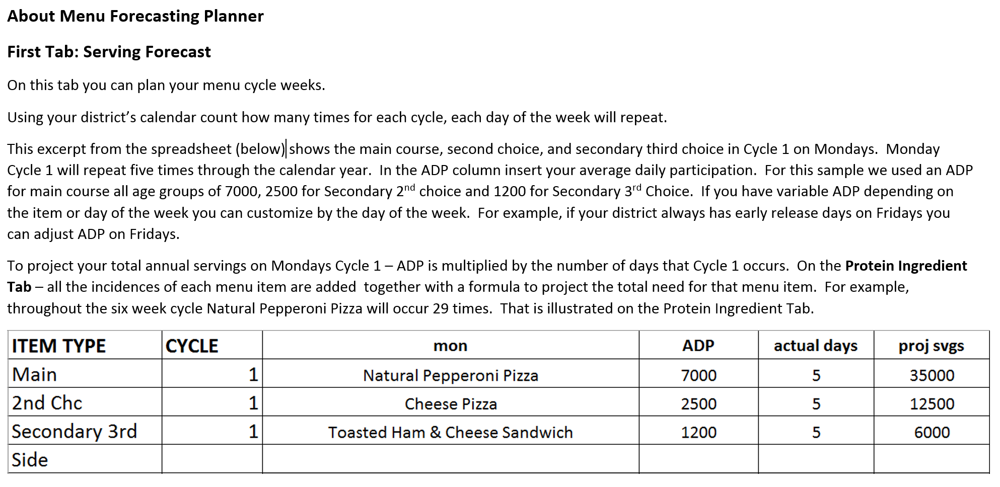 About Menu Forecasting Planner
First Tab: Serving Forecast
On this tab you can plan your menu cycle weeks.
Using your district’s calendar count how many times for each cycle, each day of the week will repeat.
This excerpt from the spreadsheet (below) shows the main course, second choice, and secondary third choice in Cycle 1 on Mondays.  Monday
Cycle 1 will repeat five times through the calendar year.  In the ADP column insert your average daily participation.  For this sample we used an ADP
for main course all age groups of 7000, 2500 for Secondary 2nd choice and 1200 for Secondary 3rd Choice.  If you have variable ADP depending on
the item or day of the week you can customize by the day of the week.  For example, if your district always has early release days on Fridays you
can adjust ADP on Fridays.
To project your total annual servings on Mondays Cycle 1 – ADP is multiplied by the number of days that Cycle 1 occurs.  On the Protein Ingredient
Tab – all the incidences of each menu item are added  together with a formula to project the total need for that menu item.  For example,
throughout the six week cycle Natural Pepperoni Pizza will occur 29 times.  That is illustrated on the Protein Ingredient Tab.
ITEM TYPE CYCLE mon ADP actual days proj svgs
Main 1 Natural Pepperoni Pizza 7000 5 35000
2nd Chc 1 Cheese Pizza 2500 5 12500
Secondary 3rd 1 Toasted Ham & Cheese Sandwich 1200 5 6000
Side